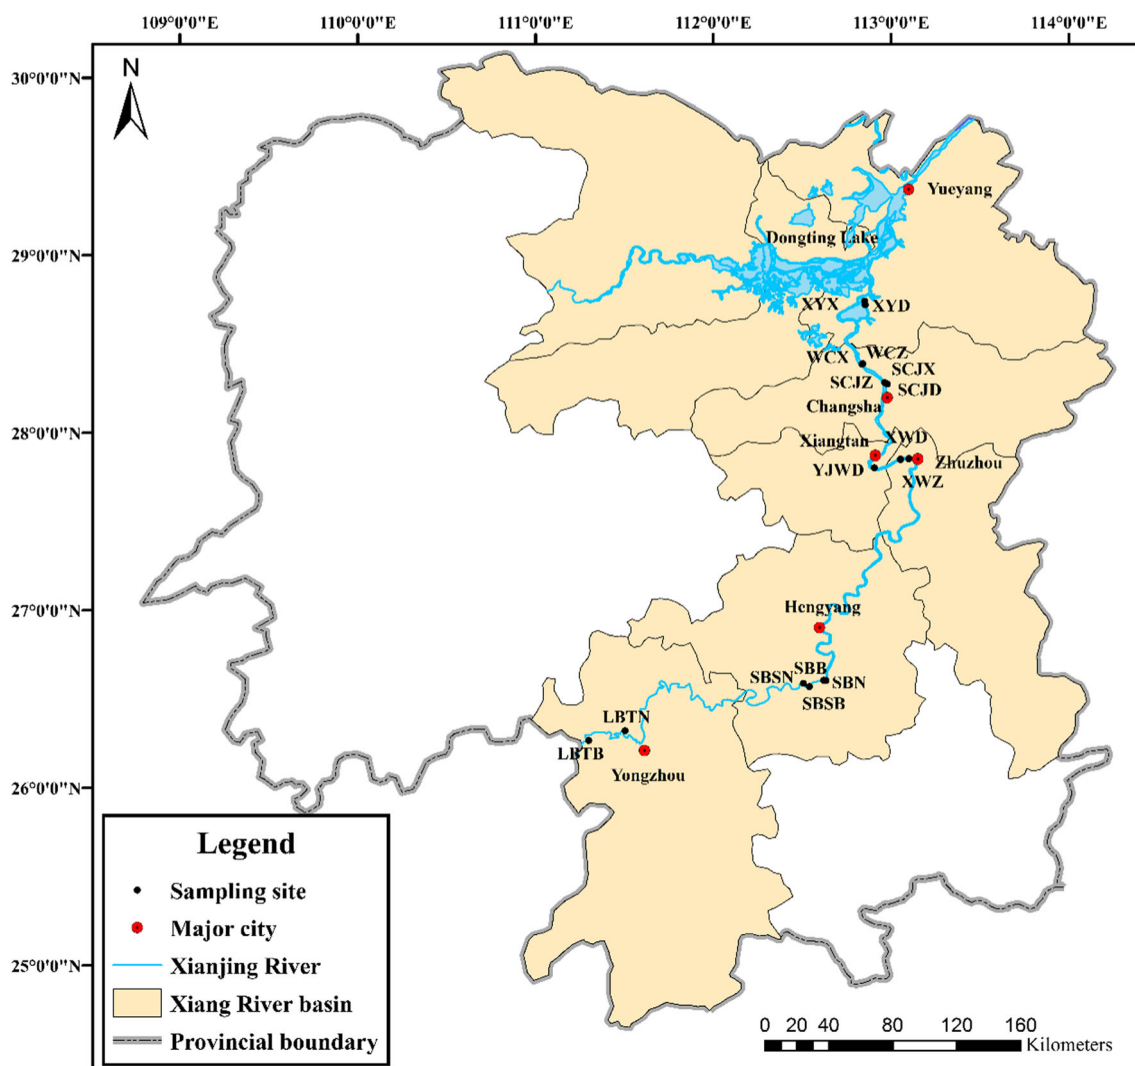 109°0'0"E 110°0'0"E 111°0'0"E 112°0'0"E 113°0'0"E 114°0'0"E
N
30°0'0"N
29°0'0"N
28°0'0"N
27°0'0"N
26°0'0"N
25°0'0"N
Yueyang
Dongting Lake
XYX XYD
WCX WCZ
SCJX
SCJZ SCJD
Changsha
Xiangtan XWD
YJWD Zhuzhou
XWZ
Hengyang
SBB
SBSN SBN
SBSB
LBTN
LBTB
Yongzhou
Legend
Sampling site
Major city
Xianjing River
Xiang River basin
Provincial boundary
0 20 40 80 120 160
Kilometers